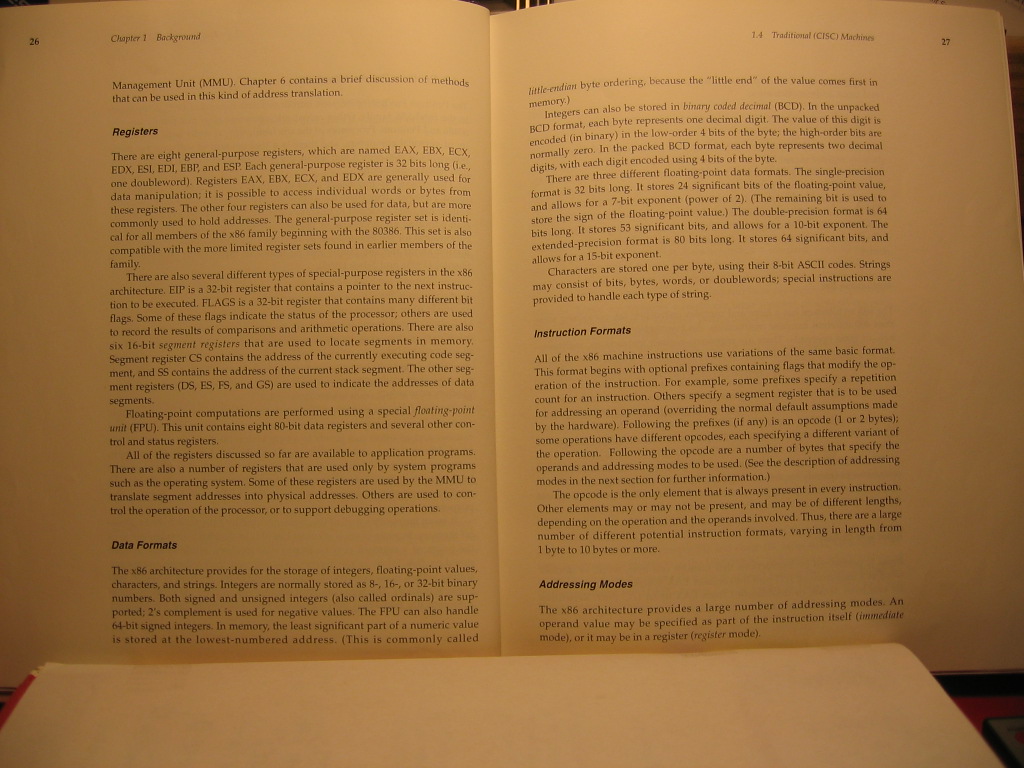 26
Chapter 1 Background
Management Unit (MMU). Chapter 6 contains a brief discussion of methods
that can be used in this kind of address translation.
Registers
There are eight general-purpose registers, which are named EAX, EBX, ECX,
EDX, ESI, EDI, EBP, and ESP. Each general-purpose register is 32 bits long (i.e.,
one doubleword). Registers EAX, EBX, ECX, and EDX are generally used for
data manipulation; it is possible to access individual words or bytes from
these registers. The other four registers can also be used for data, but are more
commonly used to hold addresses. The general-purpose register set is identi-
cal for all members of the x86 family beginning with the 80386. This set is also
compatible with the more limited register sets found in earlier members of the
family.
There are also several different types of special-purpose registers in the x86
architecture. EIP is a 32-bit register that contains a pointer to the next instruc-
tion to be executed. FLAGS is a 32-bit register that contains many different bit
flags. Some of these flags indicate the status of the processor; others are used
to record the results of comparisons and arithmetic operations. There are also
six 16-bit segment registers that are used to locate segments in memory.
Segment register CS contains the address of the currently executing code seg-
ment, and SS contains the address of the current stack segment. The other seg-
ment registers (DS, ES, FS, and GS) are used to indicate the addresses of data
segments.
Floating-point computations are performed using a special floating-point
unit (FPU). This unit contains eight 80-bit data registers and several other con-
trol and status registers.
All of the registers discussed so far are available to application programs.
There are also a number of registers that are used only by system programs
such as the operating system. Some of these registers are used by the MMU to
translate segment addresses into physical addresses. Others are used to con-
trol the operation of the processor, or to support debugging operations.
Data Formats
The x86 architecture provides for the storage of integers, floating-point values,
characters, and strings. Integers are normally stored as 8-, 16-, or 32-bit binary
numbers. Both signed and unsigned integers (also called ordinals) are sup-
ported; 2's complement is used for negative values. The FPU can also handle
64-bit signed integers. In memory, the least significant part of a numeric value
is stored at the lowest-numbered address. (This is commonly called
1.4 Traditional (CISC) Machines
27
little-endian byte ordering, because the "little end" of the value comes first in
memory.)
Integers can also be stored in binary coded decimal (BCD). In the unpacked
BCD format, each byte represents one decimal digit. The value of this digit is
encoded (in binary) in the low-order 4 bits of the byte; the high-order bits are
normally zero. In the packed BCD format, each byte represents two decimal
digits, with each digit encoded using 4 bits of the byte.
There are three different floating-point data formats. The single-precision
format is 32 bits long. It stores 24 significant bits of the floating-point value,
and allows for a 7-bit exponent (power of 2). (The remaining bit is used to
store the sign of the floating-point value.) The double-precision format is 64
bits long. It stores 53 significant bits, and allows for a 10-bit exponent. The
extended-precision format is 80 bits long. It stores 64 significant bits, and
allows for a 15-bit exponent.
Characters are stored one per byte, using their 8-bit ASCII codes. Strings
may consist of bits, bytes, words, or doublewords; special instructions are
provided to handle each type of string.
Instruction Formats
All of the x86 machine instructions use variations of the same basic format.
This format begins with optional prefixes containing flags that modify the op-
eration of the instruction. For example, some prefixes specify a repetition
count for an instruction. Others specify a segment register that is to be used
for addressing an operand (overriding the normal default assumptions made
by the hardware). Following the prefixes (if any) is an opcode (1 or 2 bytes);
some operations have different opcodes, each specifying a different variant of
the operation. Following the opcode are a number of bytes that specify the
operands and addressing modes to be used. (See the description of addressing
modes in the next section for further information.)
The opcode is the only element that is always present in every instruction.
Other elements may or may not be present, and may be of different lengths,
depending on the operation and the operands involved. Thus, there are a large
number of different potential instruction formats, varying in length from
1 byte to 10 bytes or more.
Addressing Modes
The x86 architecture provides a large number of addressing modes. An
operand value may be specified as part of the instruction itself (immediate
mode), or it may be in a register (register mode).